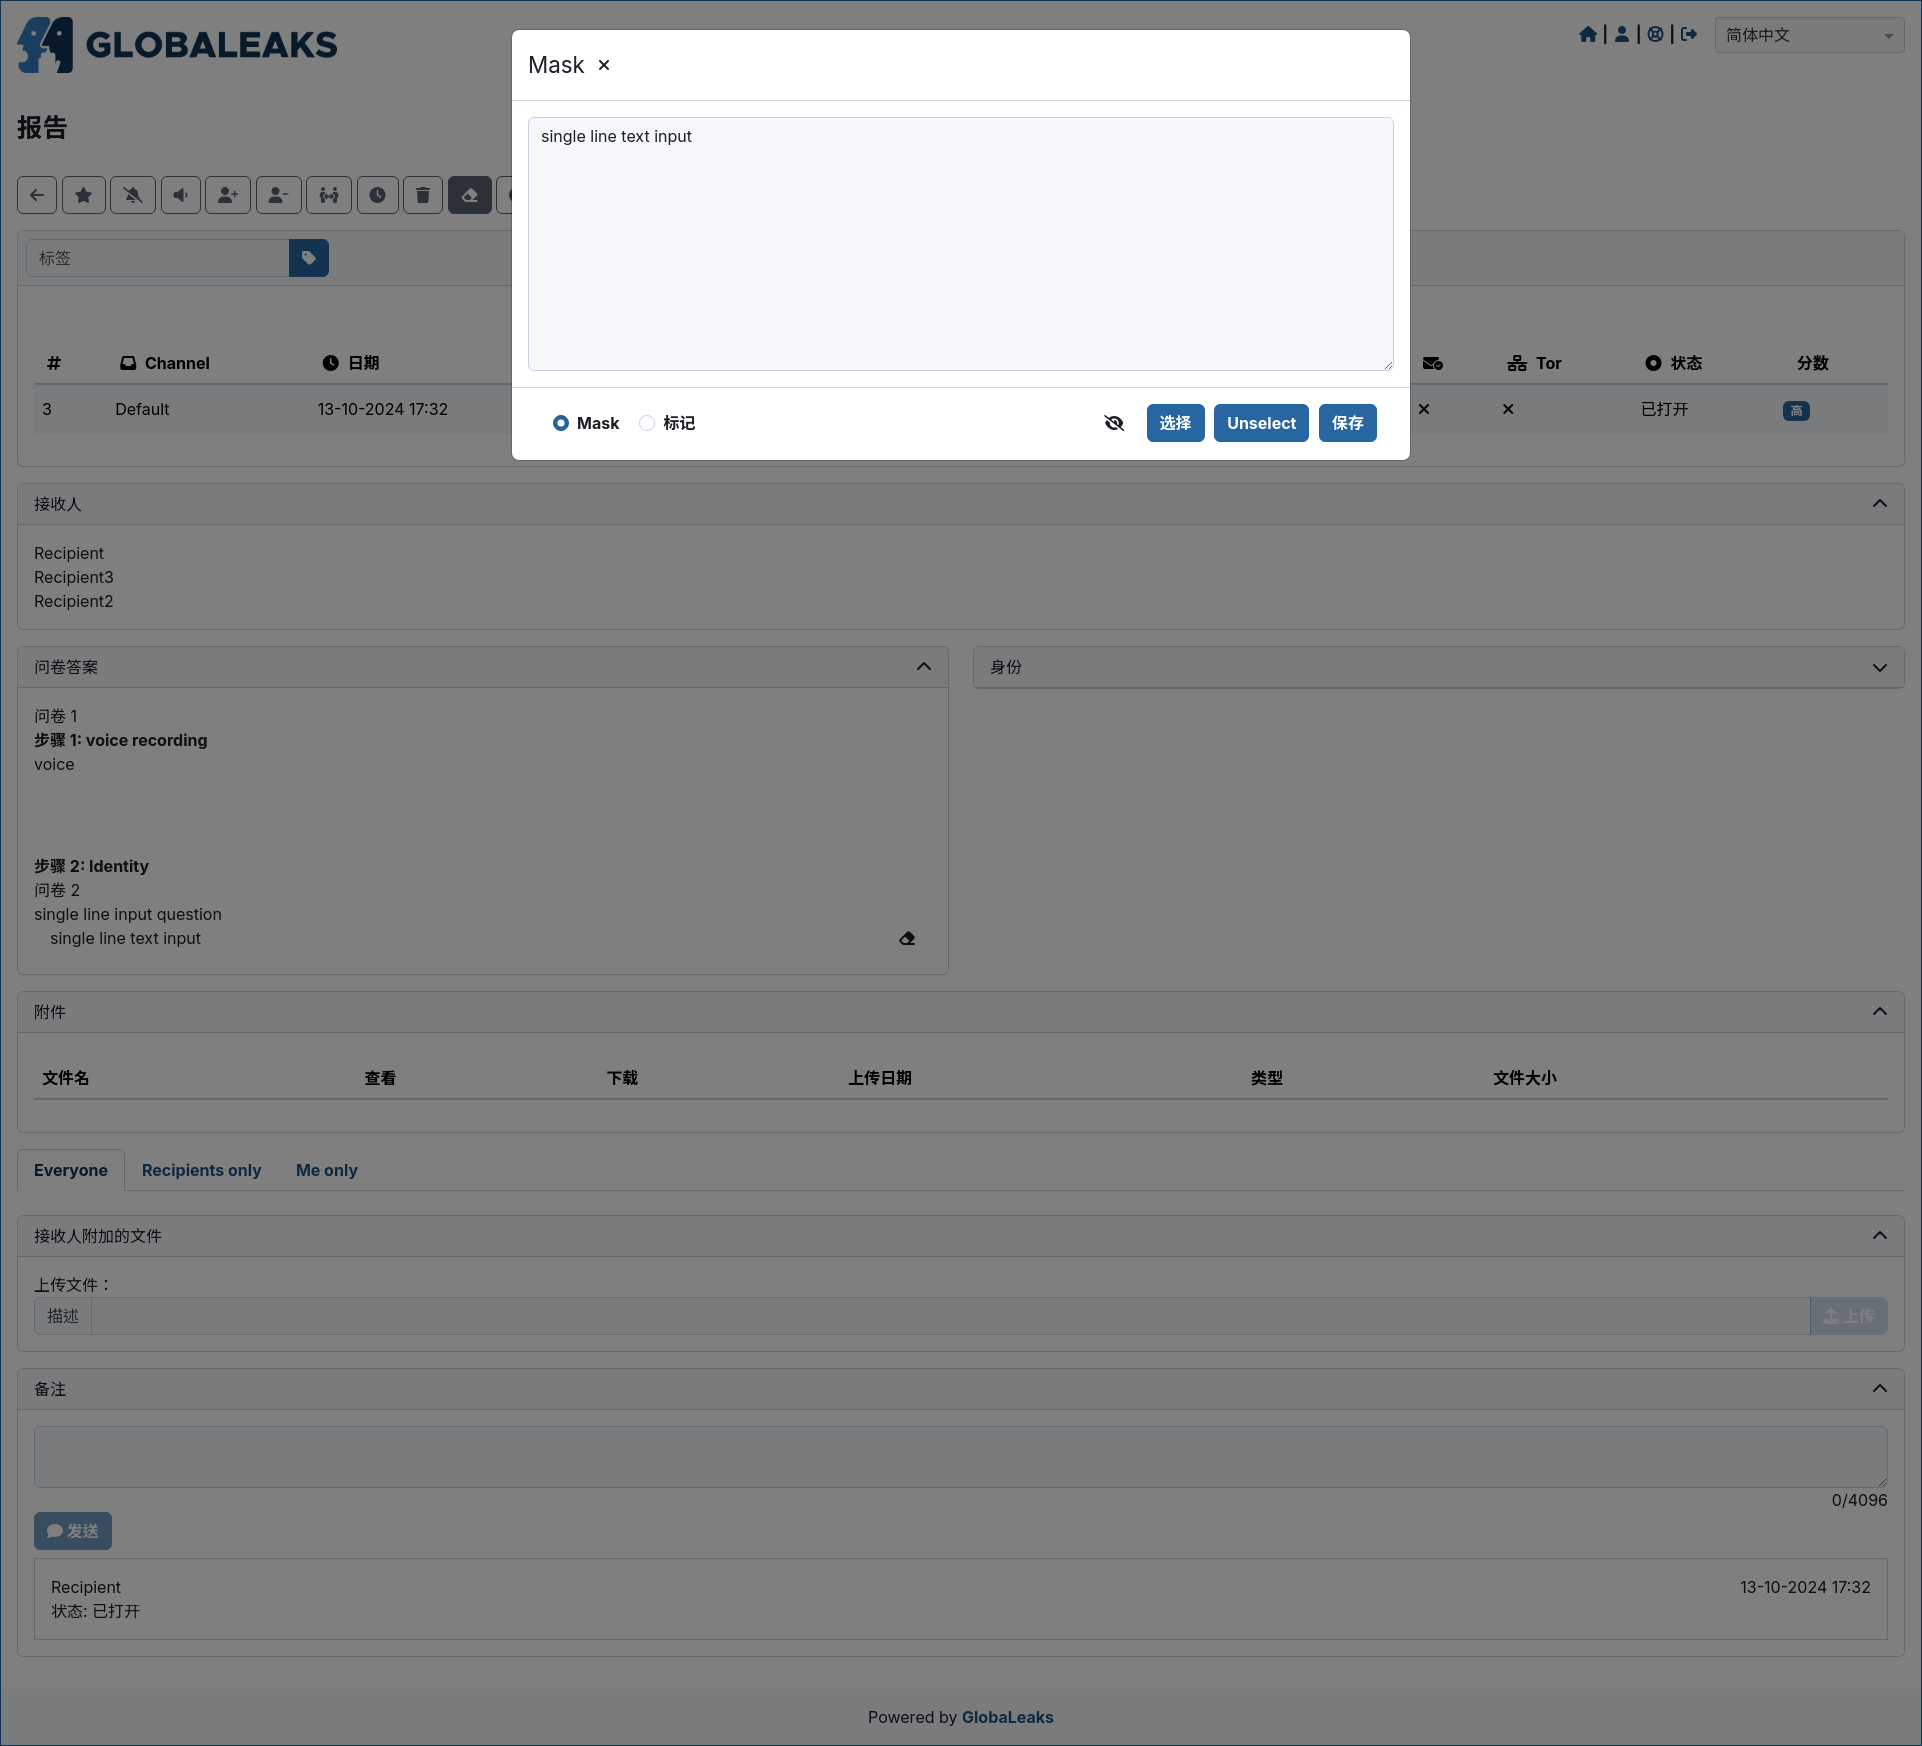 GLOBALEAKS
简体中文
Mask
报告
single line text input
标签
# Channel 日期 Tor 状态 分数
3 Default 13-10-2024 17:32 已打开 高
Mask 标记 选择 Unselect 保存
接收人
Recipient
Recipient3
Recipient2
问卷答案
身份
问卷 1
步骤 1: voice recording
voice
步骤 2: Identity
问卷 2
single line input question
single line text input
附件
文件名 查看 下载 上传日期 类型 文件大小
Everyone Recipients only Me only
接收人附加的文件
上传文件：
描述 上传
备注
0/4096
发送
Recipient 13-10-2024 17:32
状态: 已打开
Powered by GlobaLeaks